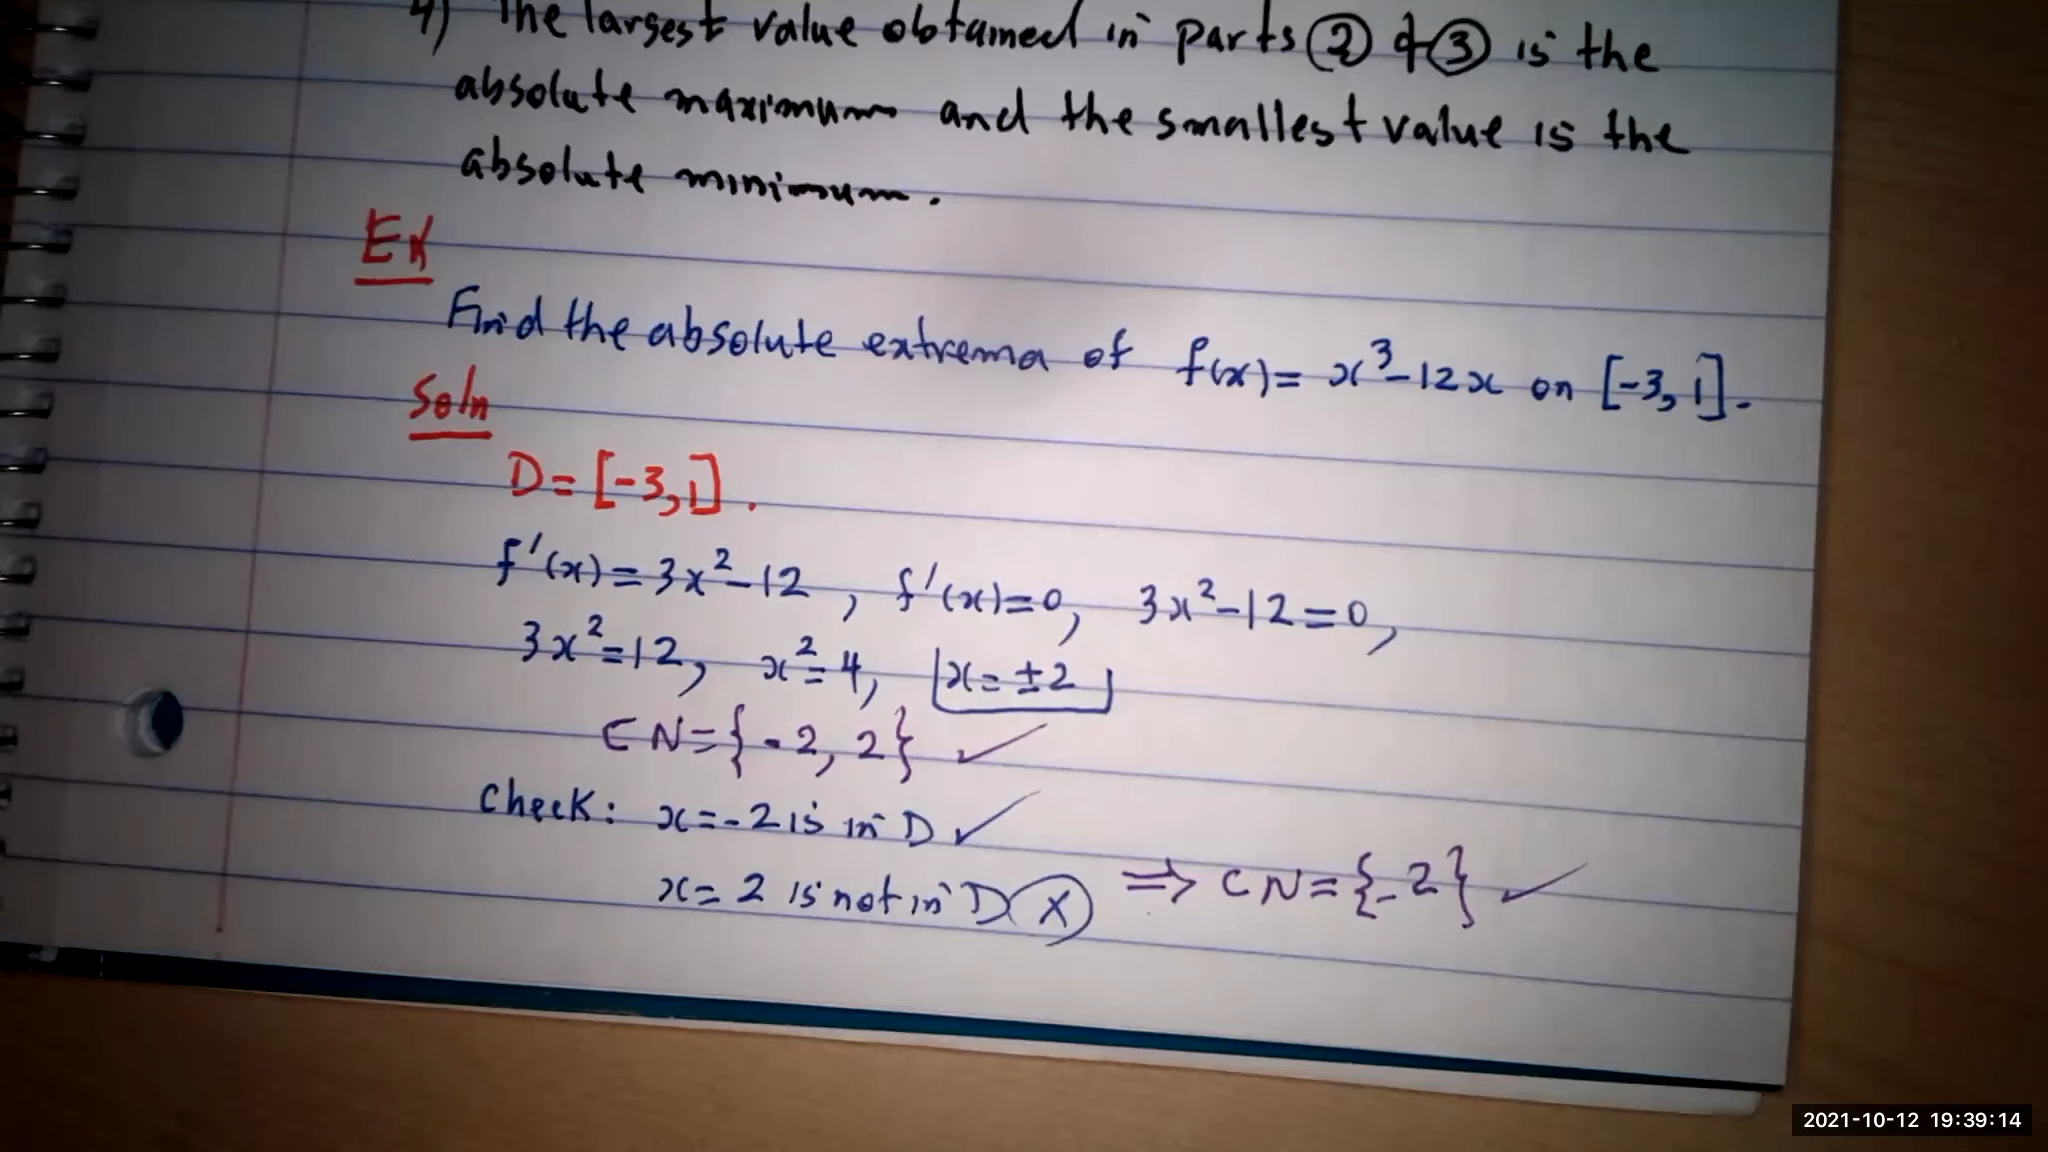 4) The largest value obtained in parts ② & ③ is the
absolute maximum and the smallest value is the
absolute minimum.
Ex
Find the absolute extrema of f(x) = x³-12x on [-3, 1].
Soln
D = [-3, 1].
f'(x) = 3x²-12, f'(x)=0, 3x²-12=0,
3x²=12, x²=4, x=±2
CN={-2, 2} ✓
Check: x=-2 is in D ✓
x=2 is not in D Ⓧ ⇒ CN={-2} ✓
2021-10-12 19:39:14